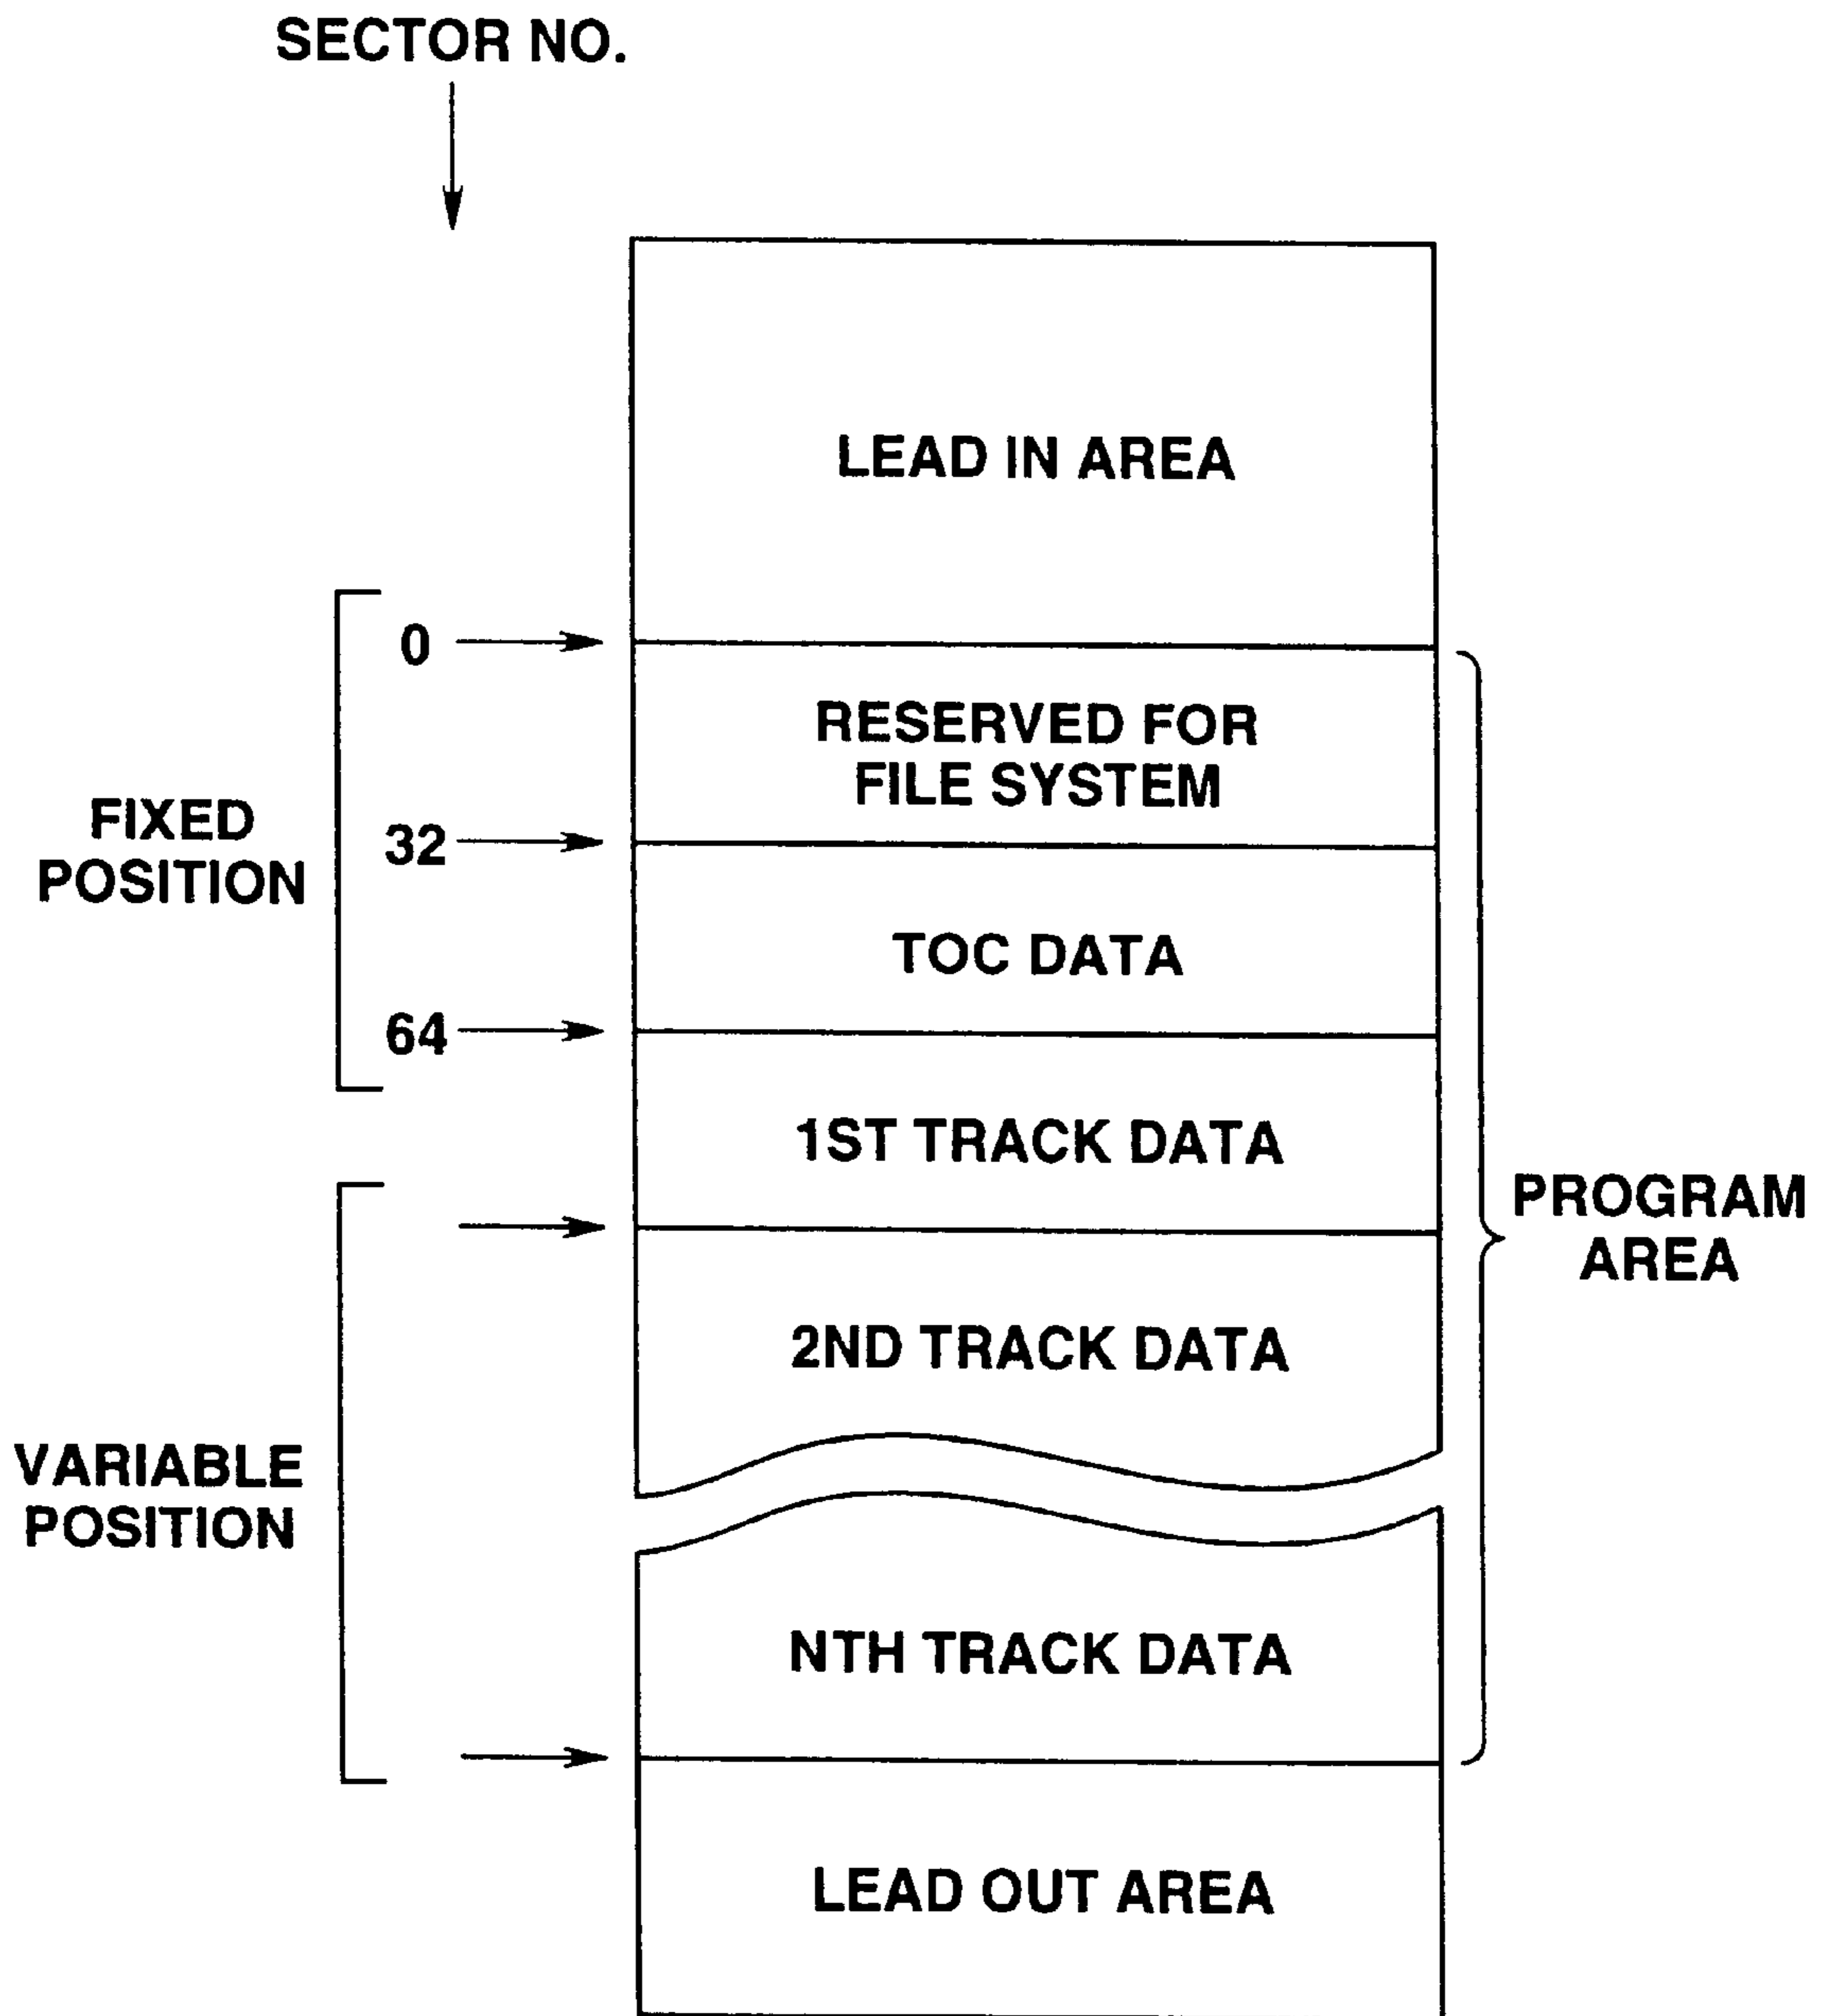 SECTOR NO.
LEAD IN AREA
0
RESERVED FOR
FILE SYSTEM
FIXED
POSITION
32
TOC DATA
64
1ST TRACK DATA
PROGRAM
AREA
2ND TRACK DATA
VARIABLE
POSITION
NTH TRACK DATA
LEAD OUT AREA